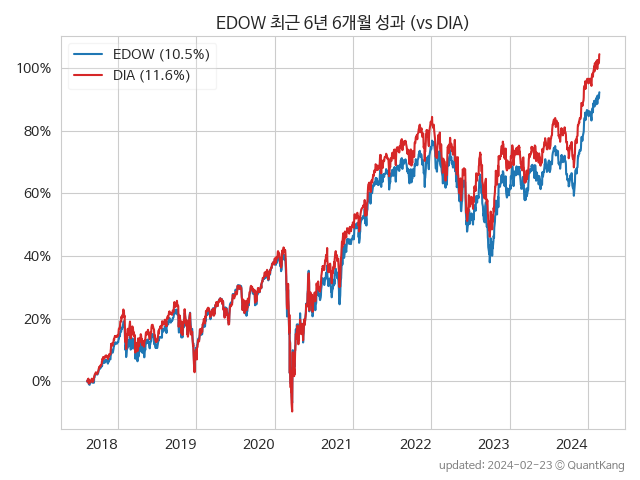 EDOW 최근 6년 6개월 성과 (vs DIA)
EDOW (10.5%)
DIA (11.6%)
100%
80%
60%
40%
20%
0%
2018 2019 2020 2021 2022 2023 2024
updated: 2024-02-23 © QuantKang